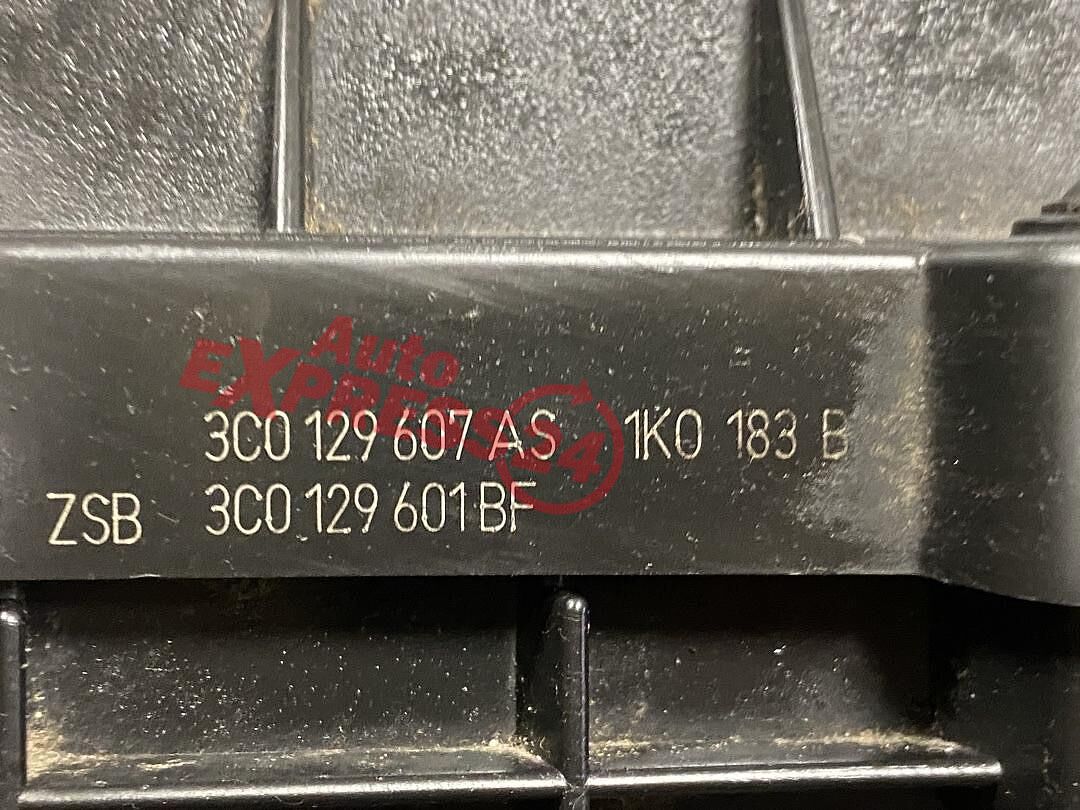 Auto
EXPRESS24
3C0 129 607 AS 1K0 183 B
ZSB 3C0 129 601 BF